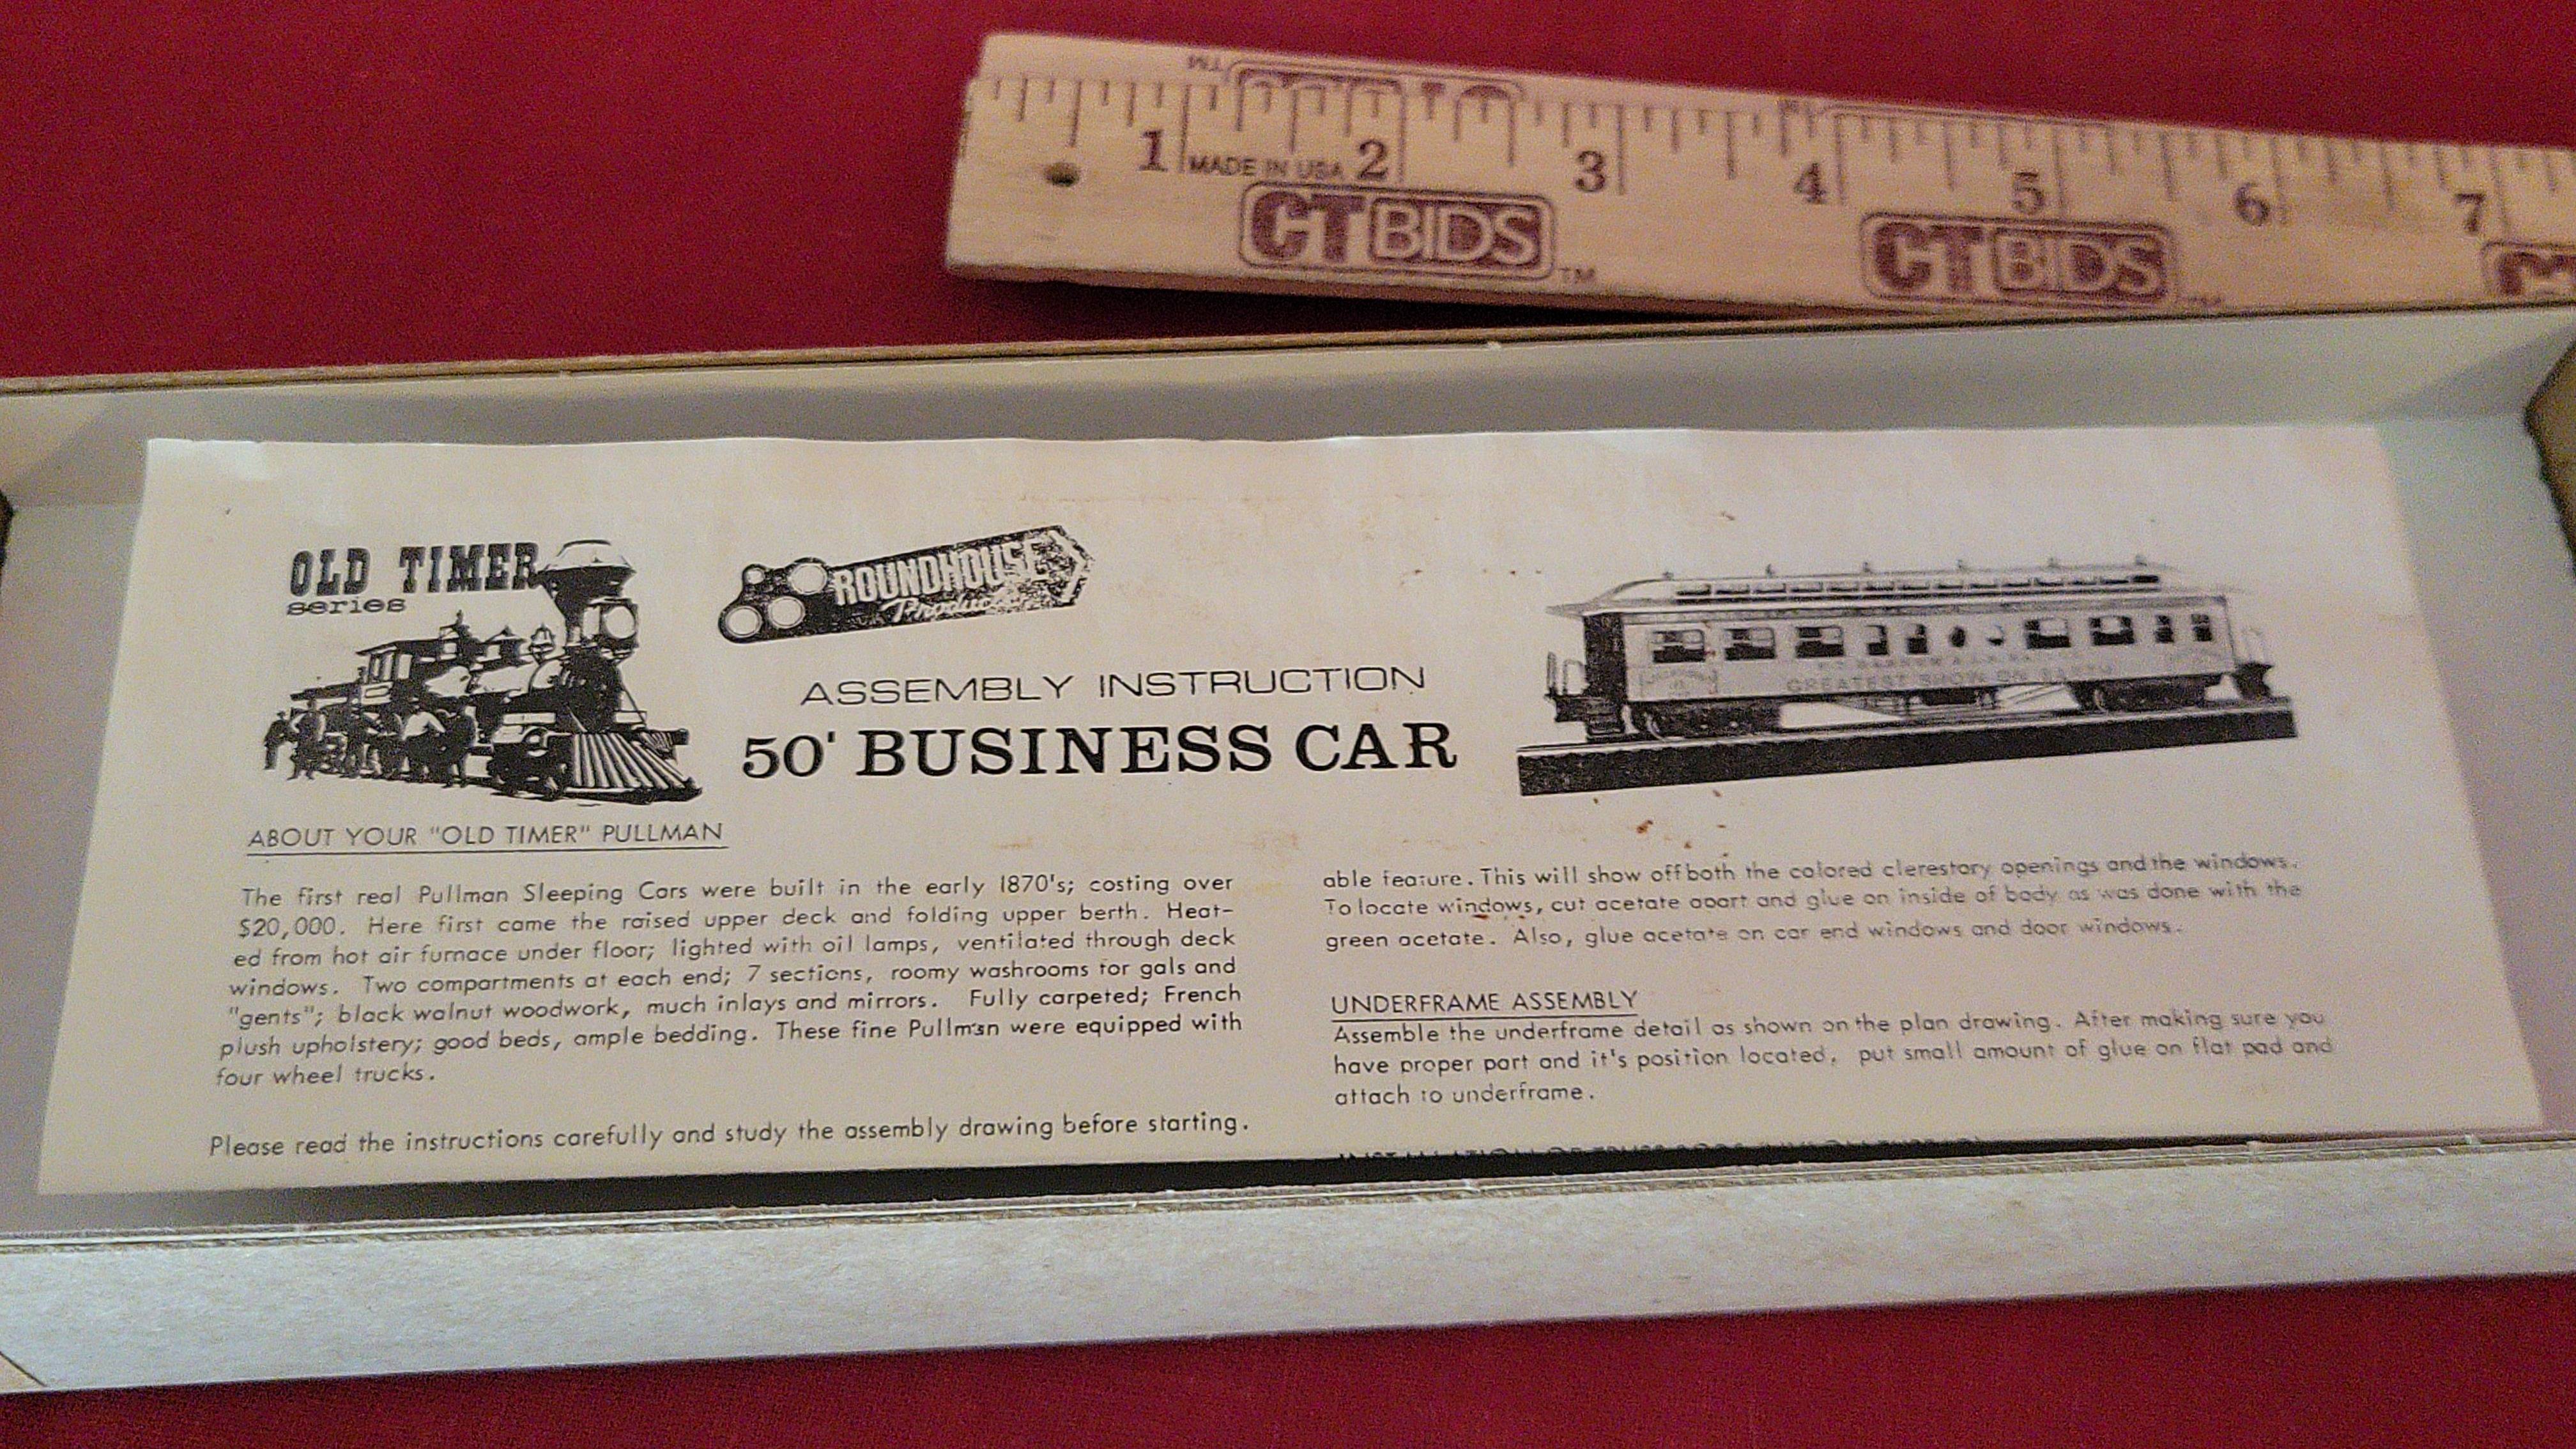 TM
1 2 3 4 5 6 7
MADE IN USA
CT BIDS TM
CT BIDS TM
CT
OLD TIMER
series
ROUNDHOUSE
Products
ASSEMBLY INSTRUCTION
50' BUSINESS CAR
GREATEST SHOW ON
ABOUT YOUR "OLD TIMER" PULLMAN
The first real Pullman Sleeping Cars were built in the early 1870's; costing over
$20,000. Here first came the raised upper deck and folding upper berth. Heat-
ed from hot air furnace under floor; lighted with oil lamps, ventilated through deck
windows. Two compartments at each end; 7 sections, roomy washrooms for gals and
"gents"; black walnut woodwork, much inlays and mirrors. Fully carpeted; French
plush upholstery; good beds, ample bedding. These fine Pullman were equipped with
four wheel trucks.
Please read the instructions carefully and study the assembly drawing before starting.
able feature. This will show off both the colored clerestory openings and the windows.
To locate windows, cut acetate apart and glue on inside of body as was done with the
green acetate. Also, glue acetate on car end windows and door windows.
UNDERFRAME ASSEMBLY
Assemble the underframe detail as shown on the plan drawing. After making sure you
have proper part and it's position located, put small amount of glue on flat pad and
attach to underframe.